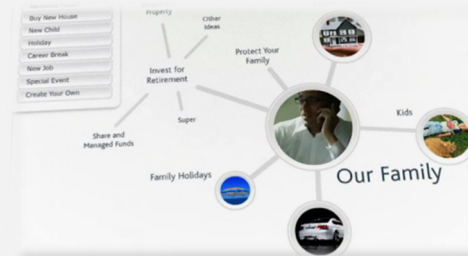 Buy New House
New Child
Holiday
Career Break
New Job
Special Event
Create Your Own
Property
Other
Ideas
Protect Your
Family
Invest for
Retirement
Super
Share and
Managed Funds
Kids
Family Holidays
Our Family